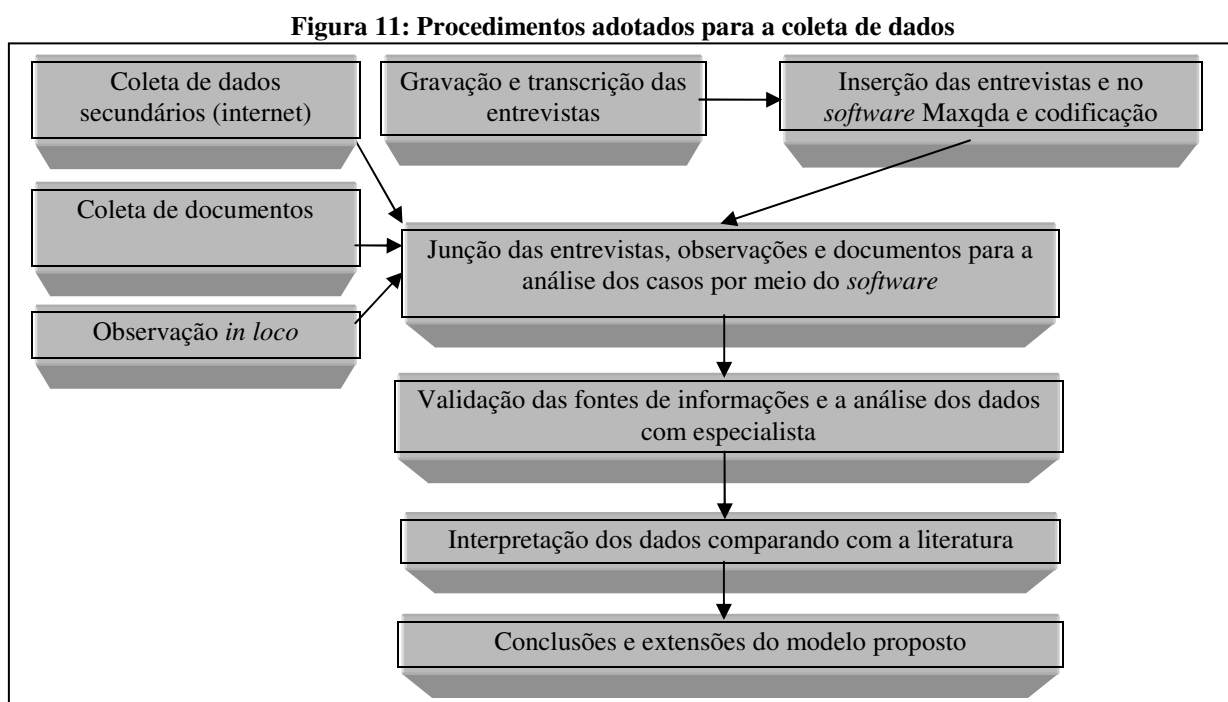 Figura 11: Procedimentos adotados para a coleta de dados
Coleta de dados
secundários (internet)
Gravação e transcrição das
entrevistas
Inserção das entrevistas e no
software Maxqda e codificação
Coleta de documentos
Observação in loco
Junção das entrevistas, observações e documentos para a
análise dos casos por meio do software
Validação das fontes de informações e a análise dos dados
com especialista
Interpretação dos dados comparando com a literatura
Conclusões e extensões do modelo proposto